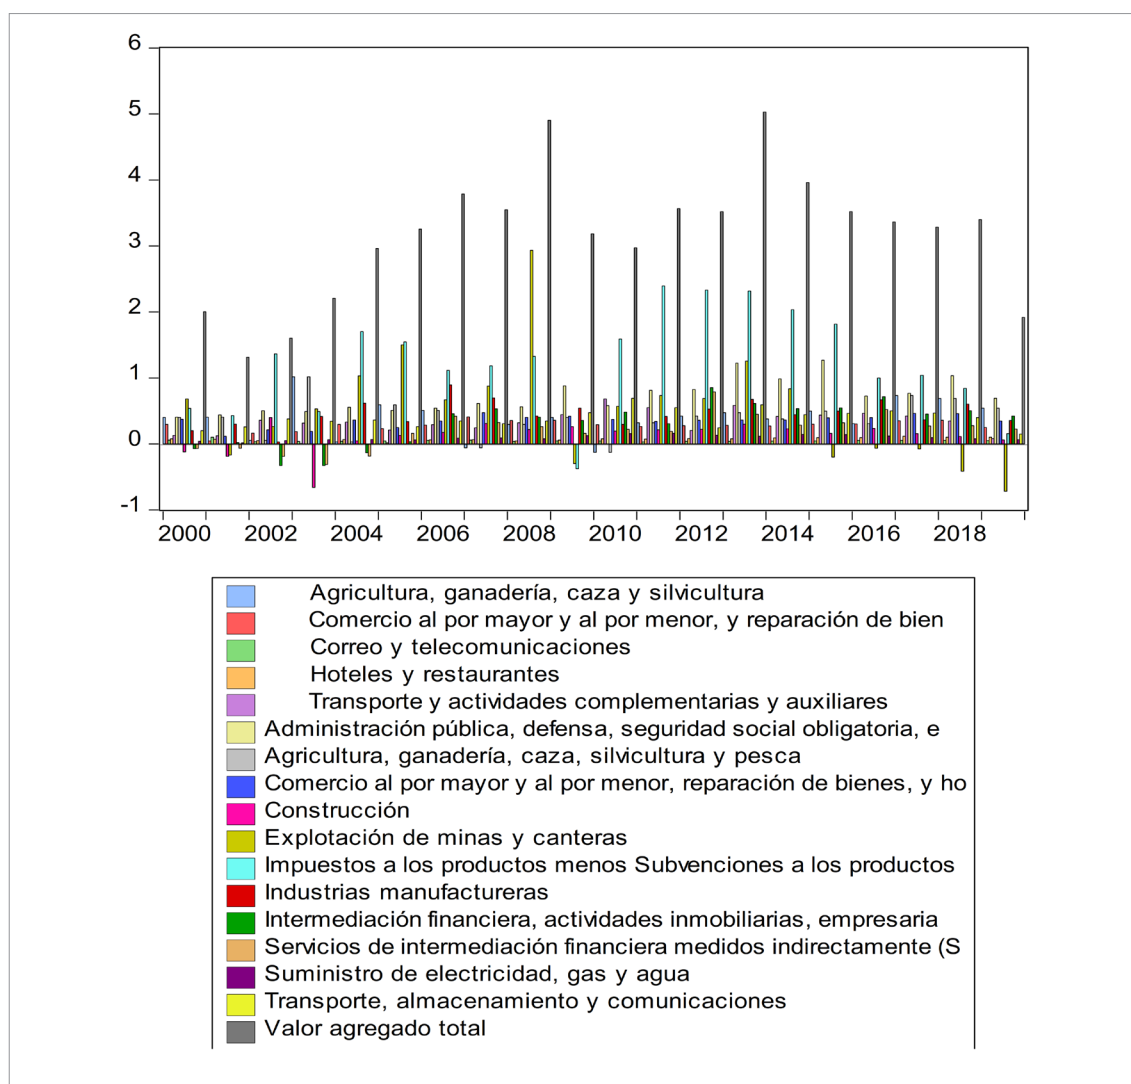 6
5
4
3
2
1
0
-1
2000 2002 2004 2006 2008 2010 2012 2014 2016 2018
Agricultura, ganadería, caza y silvicultura
Comercio al por mayor y al por menor, y reparación de bien
Correo y telecomunicaciones
Hoteles y restaurantes
Transporte y actividades complementarias y auxiliares
Administración pública, defensa, seguridad social obligatoria, e
Agricultura, ganadería, caza, silvicultura y pesca
Comercio al por mayor y al por menor, reparación de bienes, y ho
Construcción
Explotación de minas y canteras
Impuestos a los productos menos Subvenciones a los productos
Industrias manufactureras
Intermediación financiera, actividades inmobiliarias, empresaria
Servicios de intermediación financiera medidos indirectamente (S
Suministro de electricidad, gas y agua
Transporte, almacenamiento y comunicaciones
Valor agregado total